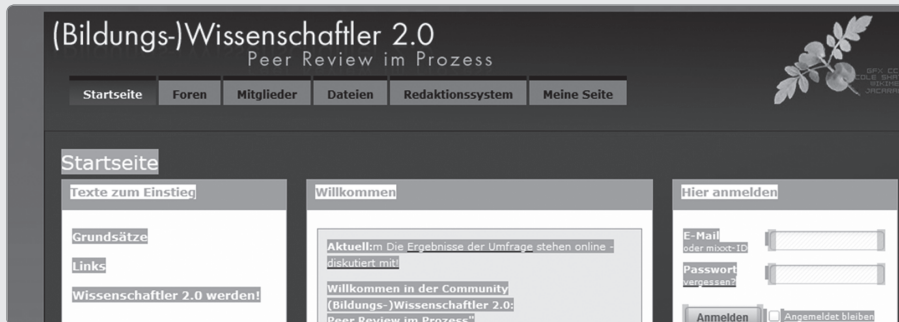 (Bildungs-)Wissenschaftler 2.0
Peer Review im Prozess
Startseite Foren Mitglieder Dateien Redaktionssystem Meine Seite
Startseite
Texte zum Einstieg
Grundsätze
Links
Wissenschaftler 2.0 werden!
Willkommen
Aktuell:m Die Ergebnisse der Umfrage stehen online -
diskutiert mit!
Willkommen in der Community
(Bildungs-)Wissenschaftler 2.0:
Peer Review im Prozess"
Hier anmelden
E-Mail
oder mixxt-ID
Passwort
vergessen?
Anmelden Angemeldet bleiben